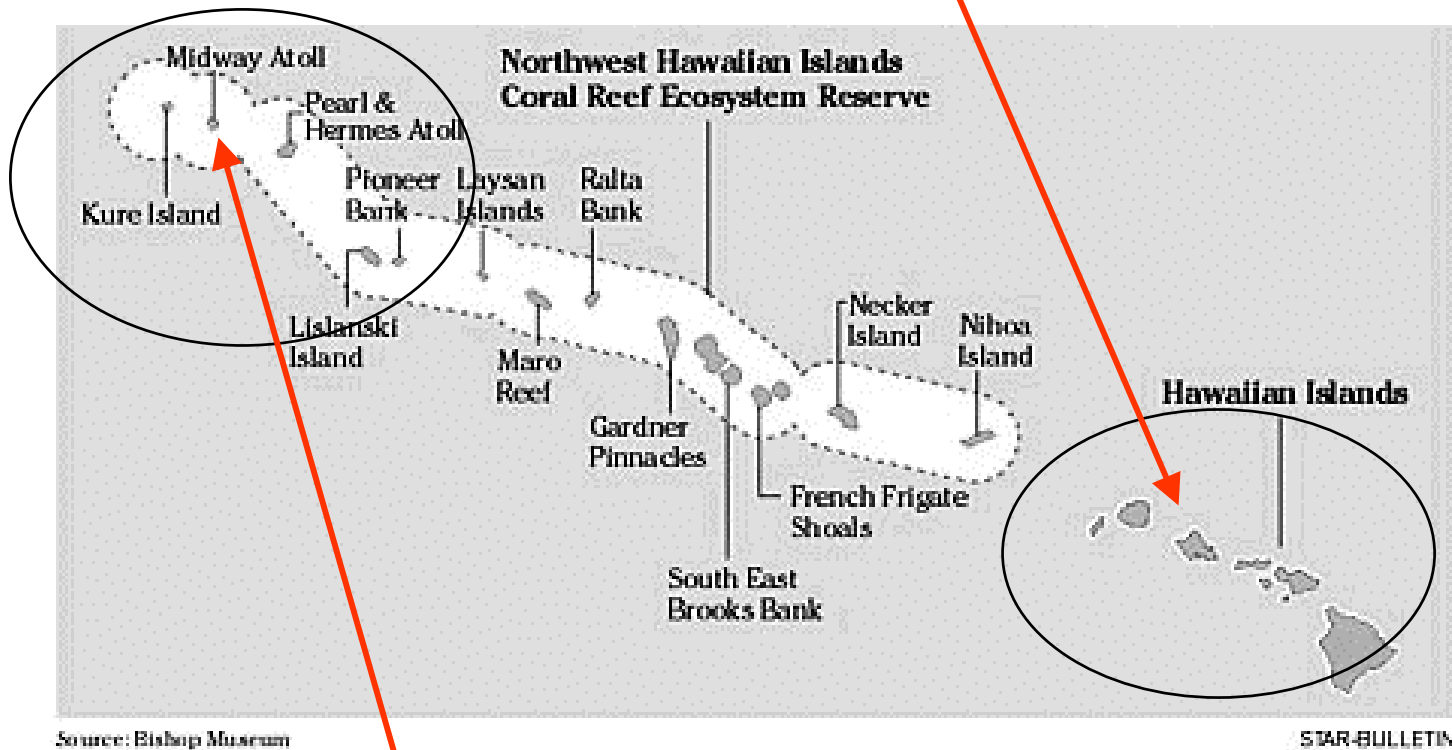 Midway Atoll
Northwest Hawaiian Islands
Coral Reef Ecosystem Reserve
Pearl &
Hermes Atoll
Pioneer
Bank
Laysan
Islands
Ralta
Bank
Kure Island
Lislanski
Island
Maro
Reef
Gardner
Pinnacles
Necker
Island
Nihoa
Island
Hawaiian Islands
French Frigate
Shoals
South East
Brooks Bank
Source: Bishop Museum
STAR-BULLETIN